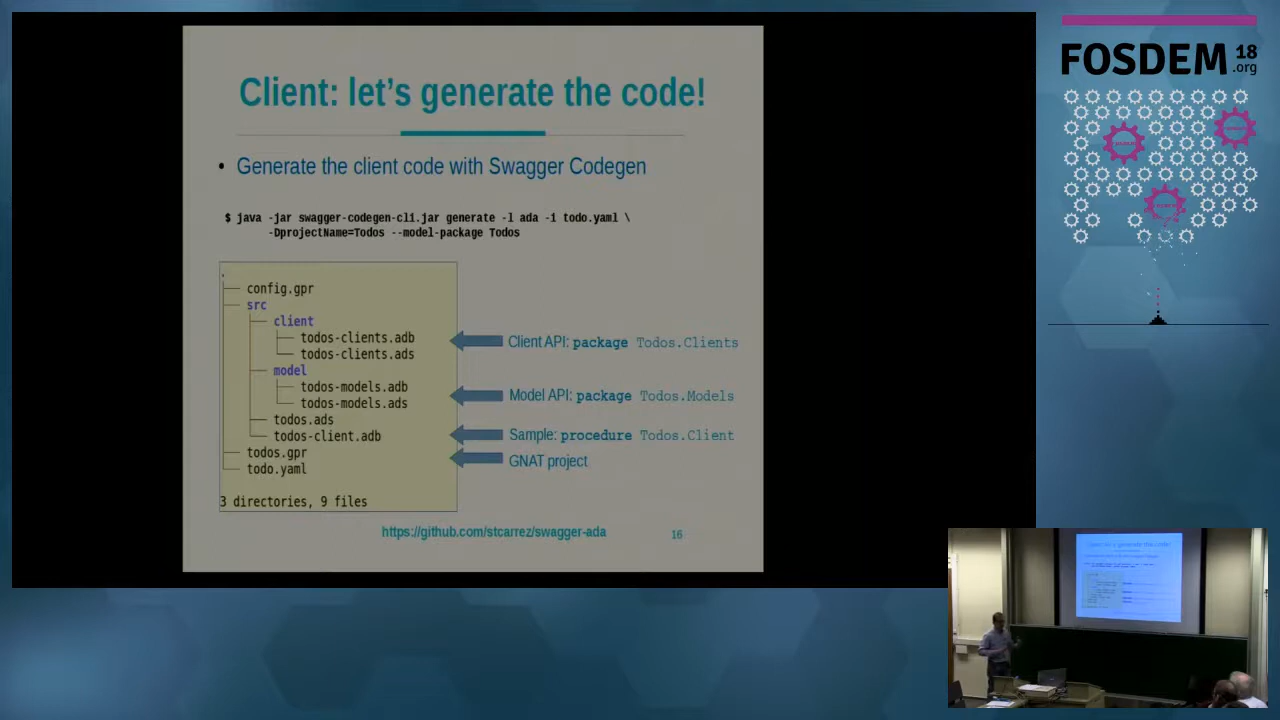 Client: let's generate the code!
• Generate the client code with Swagger Codegen
$ java -jar swagger-codegen-cli.jar generate -l ada -i todo.yaml \
-DprojectName=Todos --model-package Todos
.
├── config.gpr
├── src
│   ├── client
│   │   ├── todos-clients.adb
│   │   └── todos-clients.ads
│   ├── model
│   │   ├── todos-models.adb
│   │   └── todos-models.ads
│   ├── todos.ads
│   └── todos-client.adb
├── todos.gpr
└── todo.yaml
3 directories, 9 files
Client API: package Todos.Clients
Model API: package Todos.Models
Sample: procedure Todos.Client
GNAT project
https://github.com/stcarrez/swagger-ada
16
FOSDEM 18
.org